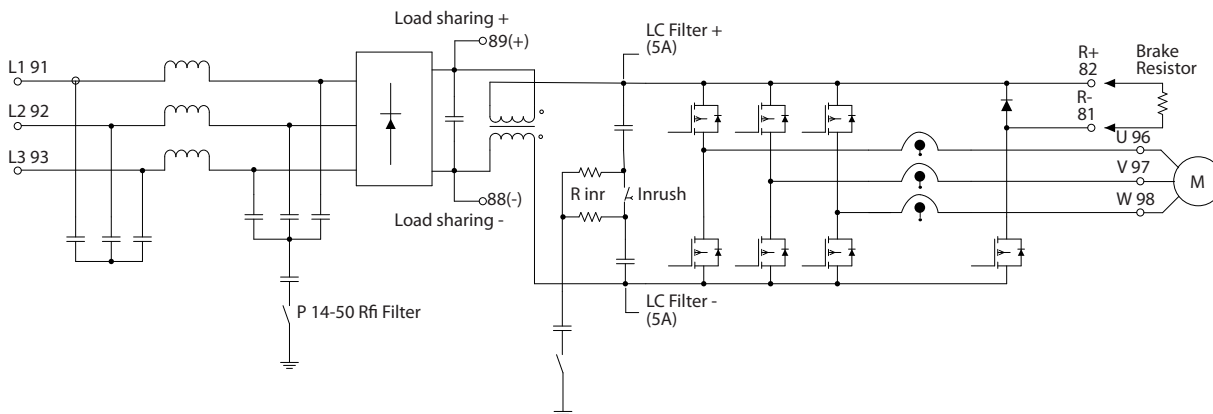 Load sharing +
89(+)
LC Filter +
(5A)
R+
82
Brake
Resistor
L1 91
R-
81
L2 92
U 96
L3 93
V 97
M
R inr
Inrush
88(-)
W 98
Load sharing -
LC Filter -
(5A)
P 14-50 Rfi Filter